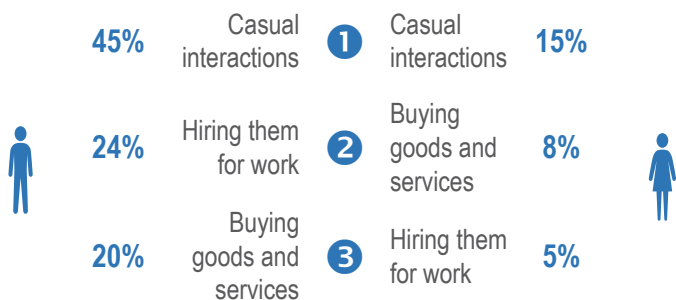 45%
Casual
interactions
1
Casual
interactions
15%
24%
Hiring them
for work
2
Buying
goods and
services
8%
20%
Buying
goods and
services
3
Hiring them
for work
5%